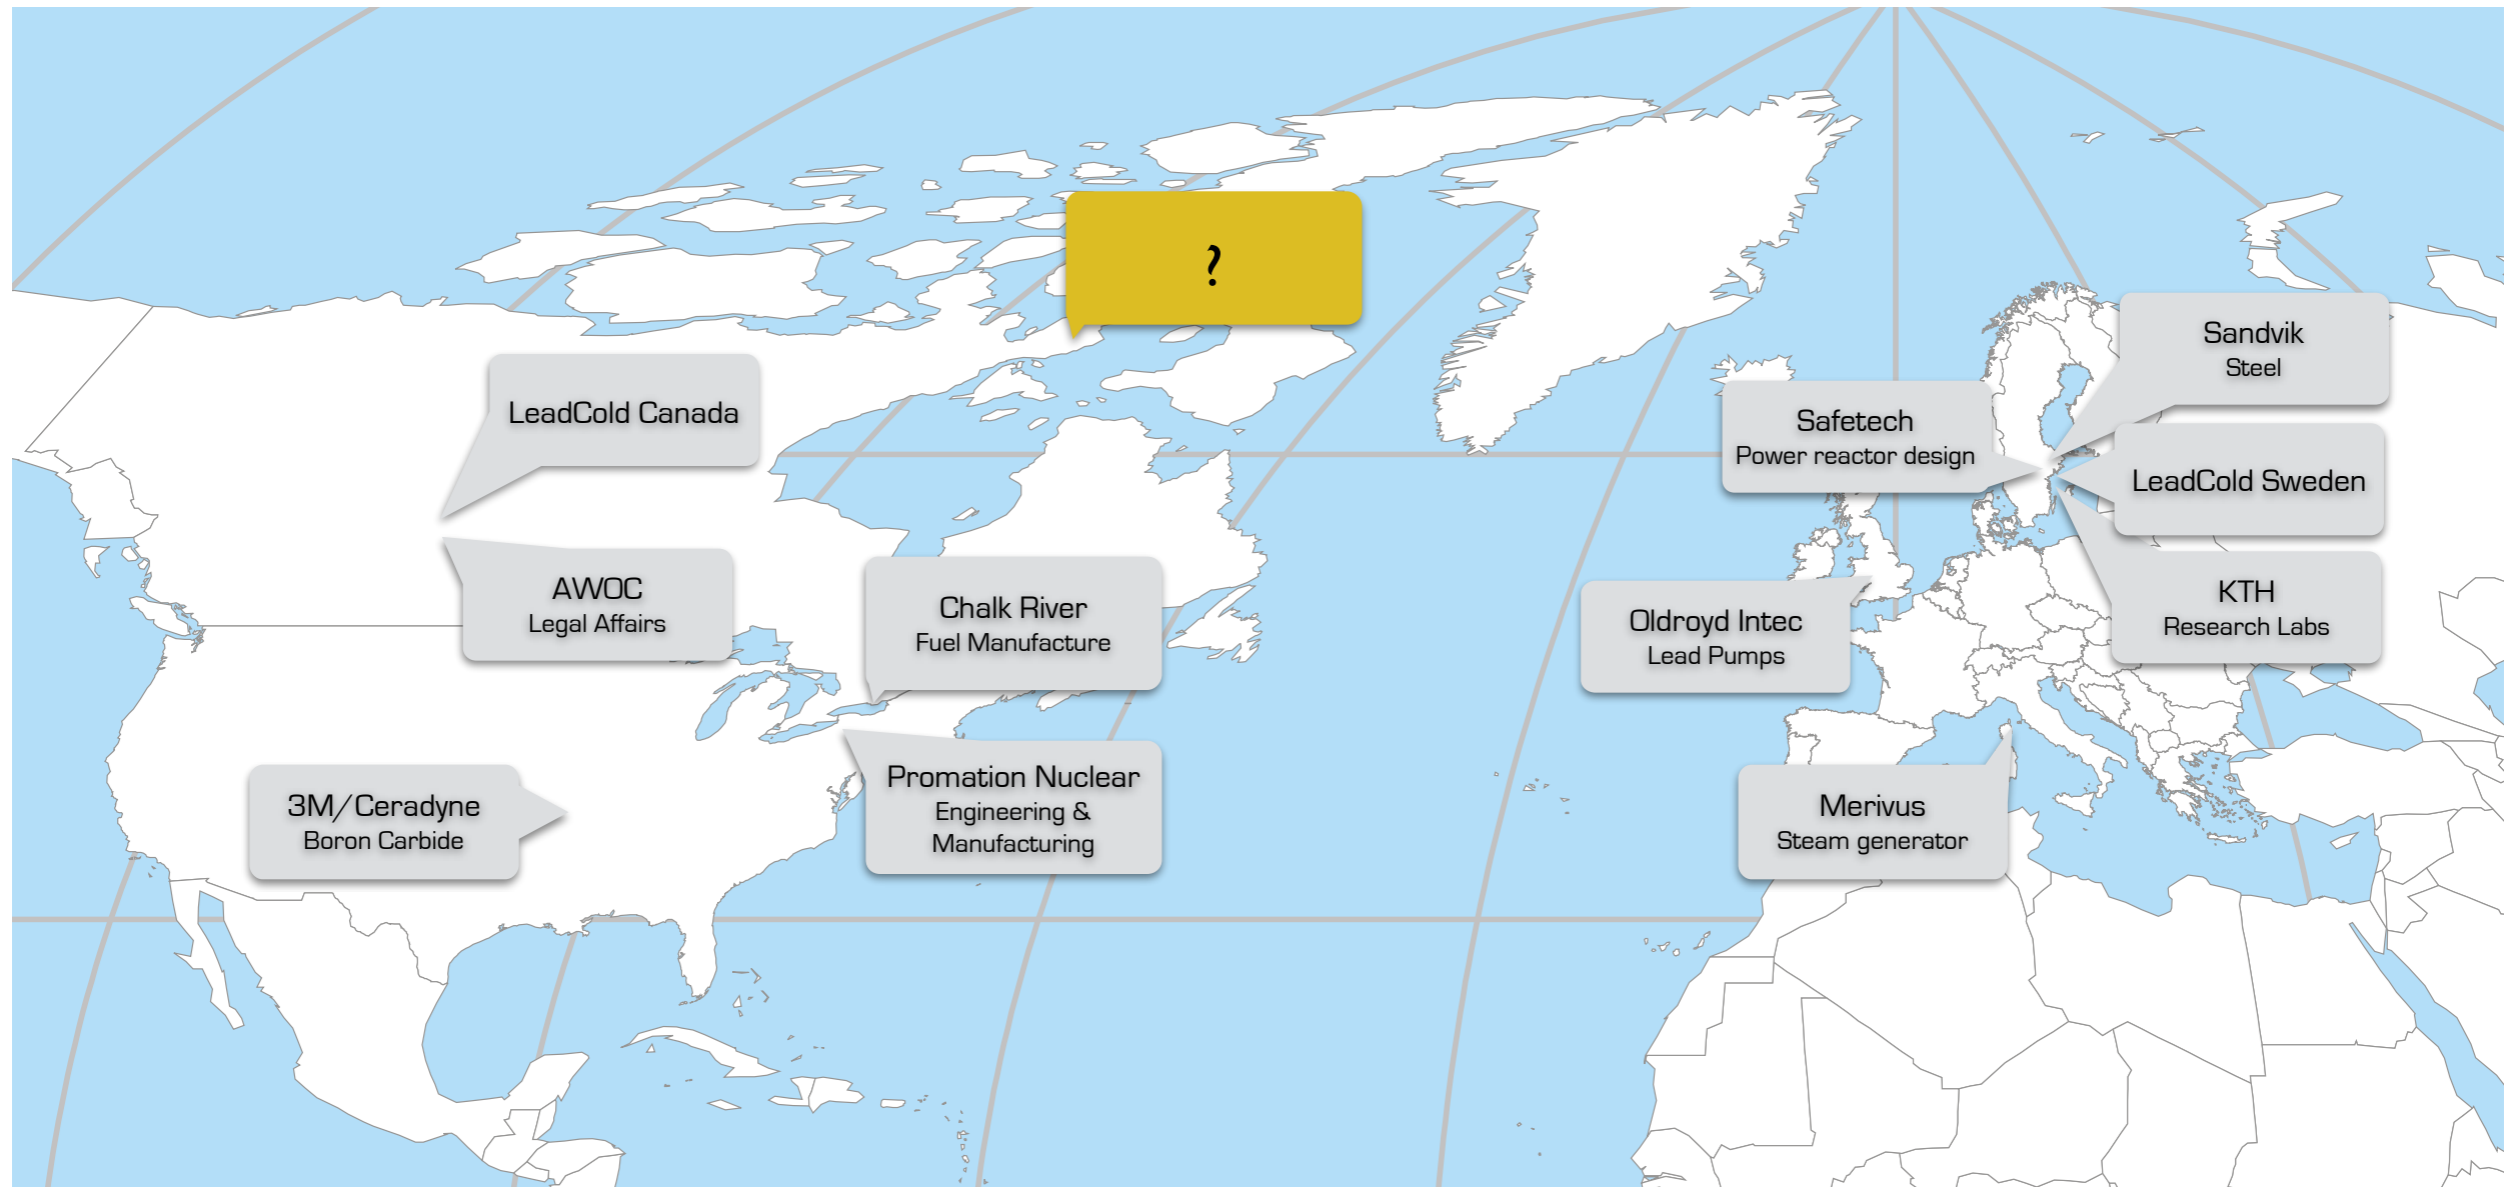 ?
Sandvik
Steel
LeadCold Canada
Safetech
Power reactor design
LeadCold Sweden
AWOC
Legal Affairs
Chalk River
Fuel Manufacture
Oldroyd Intec
Lead Pumps
KTH
Research Labs
3M/Ceradyne
Boron Carbide
Promation Nuclear
Engineering &
Manufacturing
Merivus
Steam generator